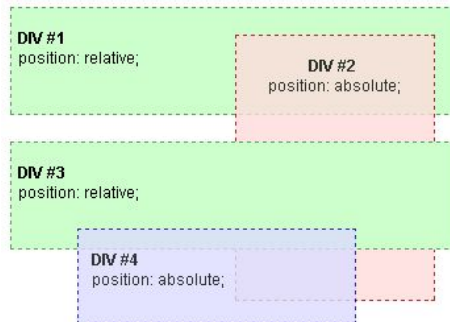 DIV #1
position: relative;
DIV #2
position: absolute;
DIV #3
position: relative;
DIV #4
position: absolute;